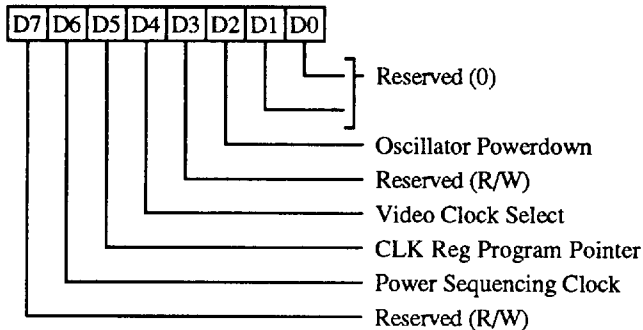 D7 D6 D5 D4 D3 D2 D1 D0
Reserved (0)
Oscillator Powerdown
Reserved (R/W)
Video Clock Select
CLK Reg Program Pointer
Power Sequencing Clock
Reserved (R/W)